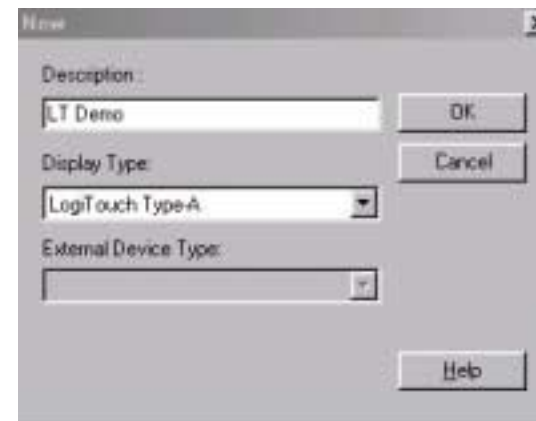 New
Description :
LT Demo
OK
Display Type:
Cancel
LogiTouch Type-A
External Device Type:
Help